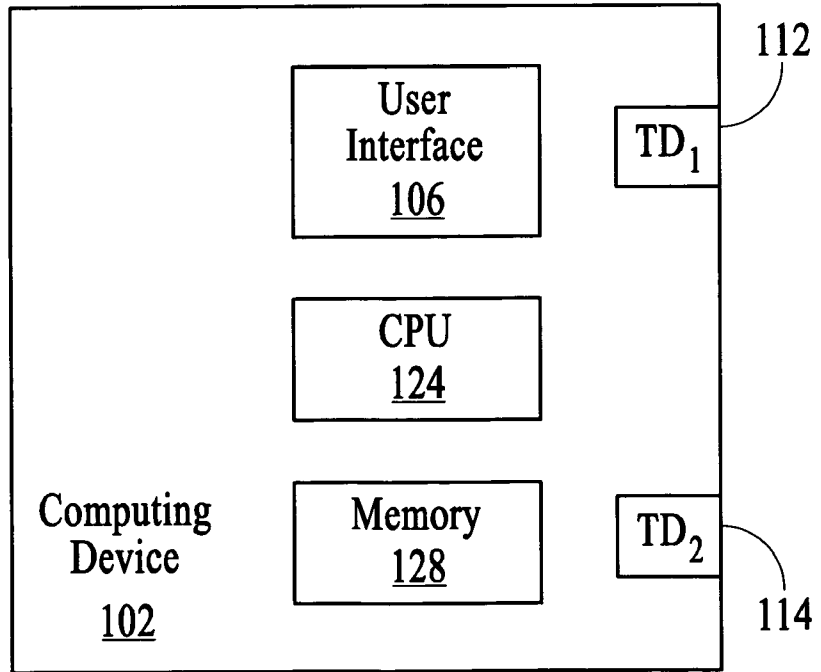 112
User
Interface
106
TD₁
CPU
124
Computing
Device
102
Memory
128
TD₂
114